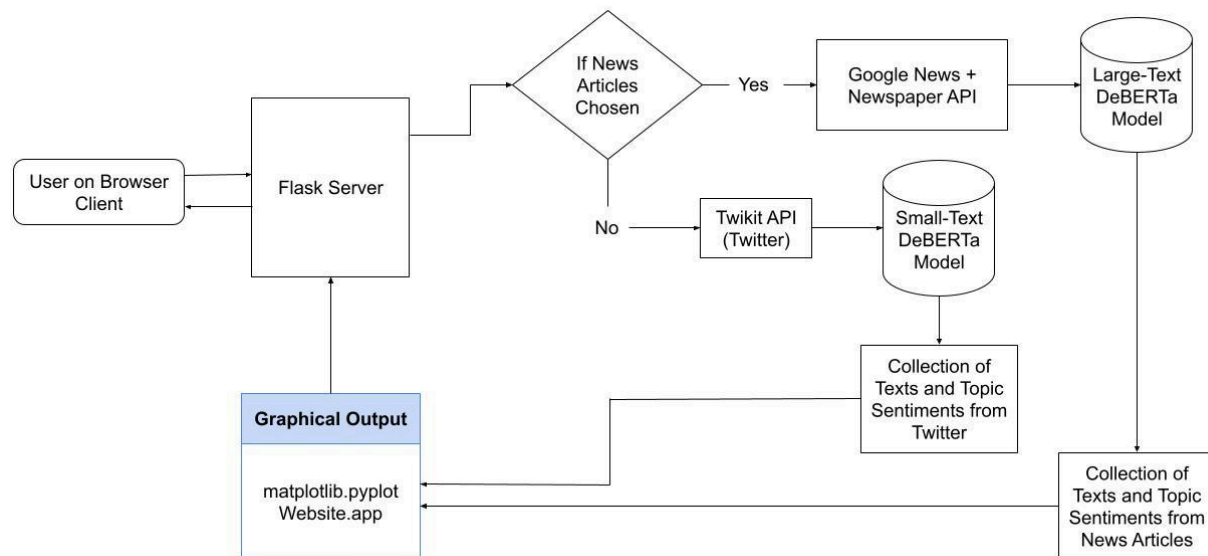 If News
Articles
Chosen
Yes
Google News +
Newspaper API
Large-Text
DeBERTa
Model
User on Browser
Client
Flask Server
No
Twikit API
(Twitter)
Small-Text
DeBERTa
Model
Collection of
Texts and Topic
Sentiments from
Twitter
Graphical Output
matplotlib.pyplot
Website.app
Collection of
Texts and Topic
Sentiments from
News Articles